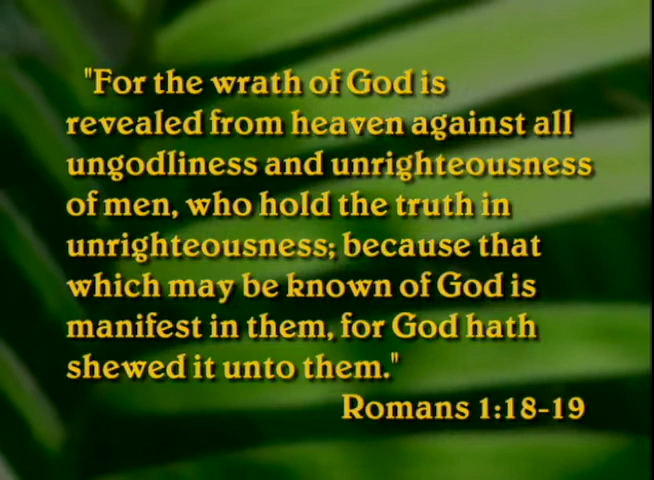 "For the wrath of God is
revealed from heaven against all
ungodliness and unrighteousness
of men, who hold the truth in
unrighteousness; because that
which may be known of God is
manifest in them, for God hath
shewed it unto them."
Romans 1:18-19